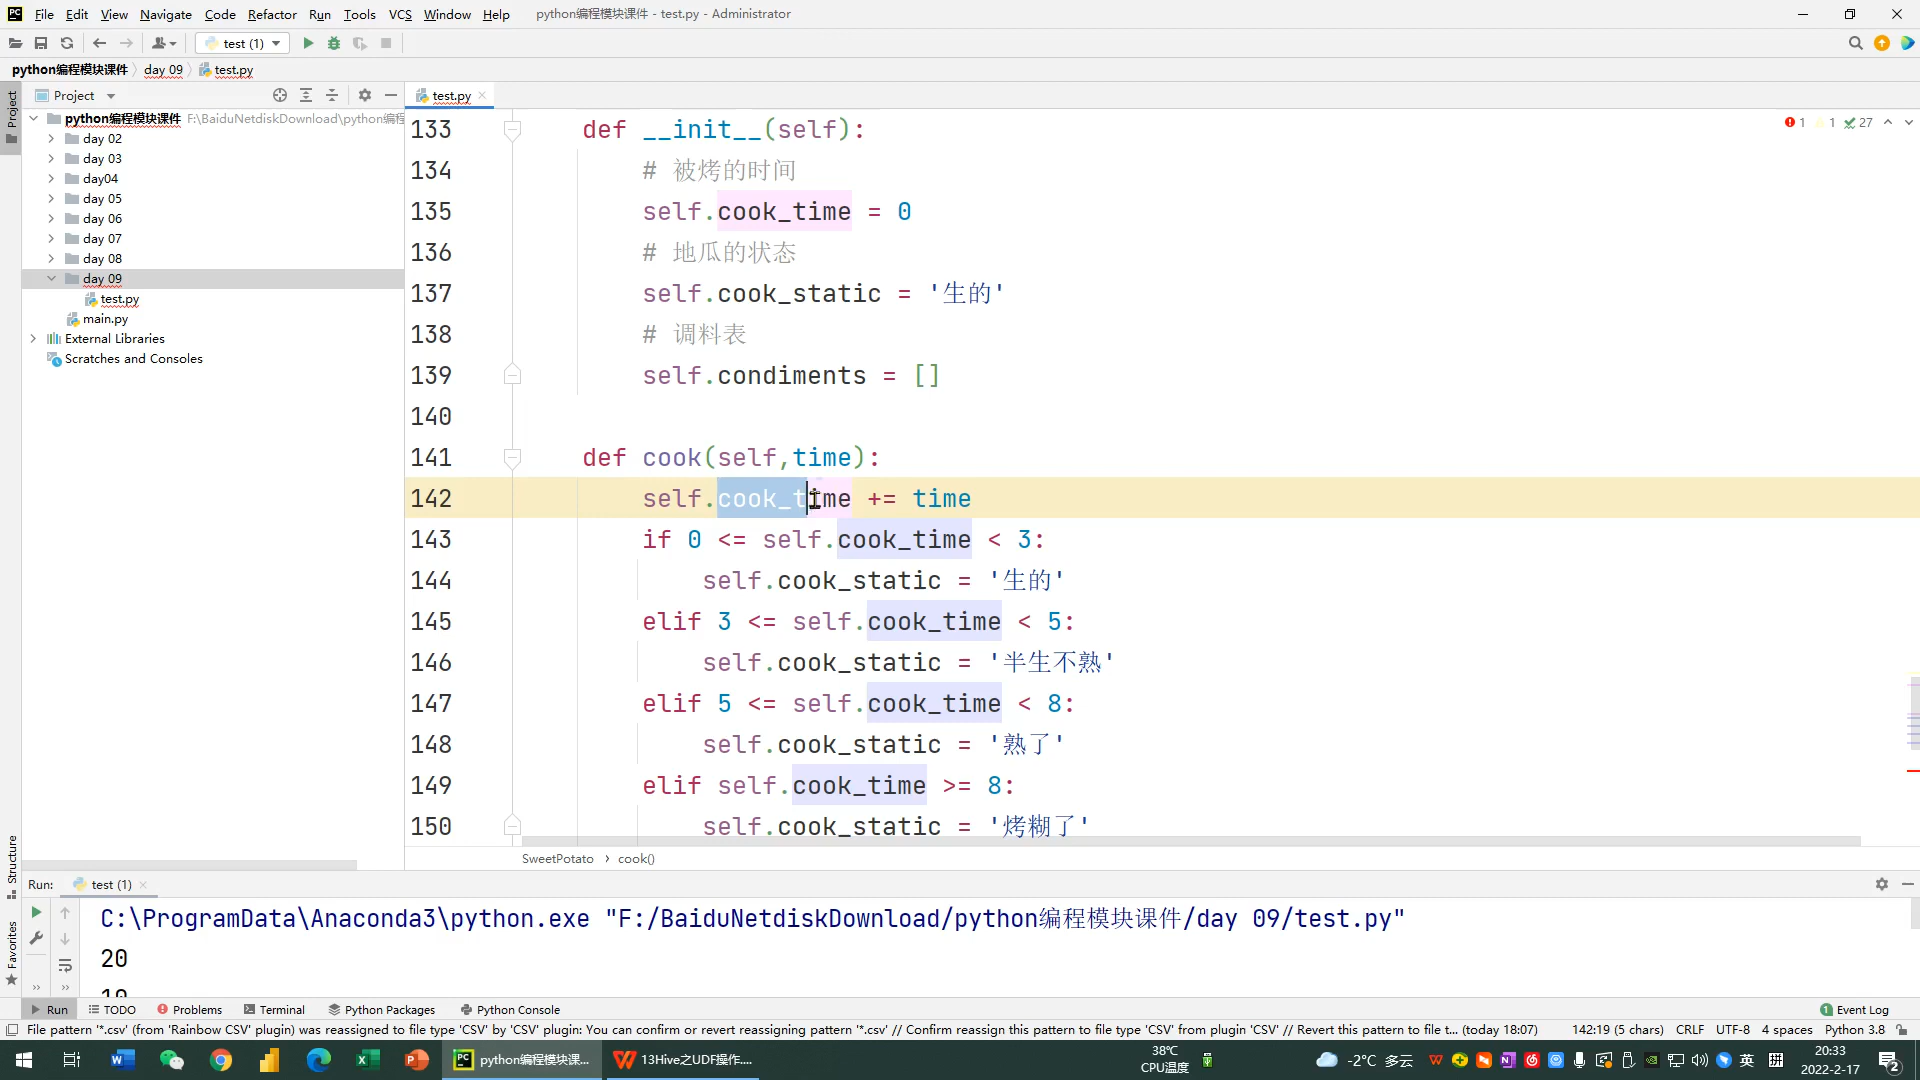 File Edit View Navigate Code Refactor Run Tools VCS Window Help python编程模块课件 - test.py - Administrator
test (1)
python编程模块课件 day 09 test.py
Project
Project
test.py
python编程模块课件 F:\BaiduNetdiskDownload\python编程
day 02
day 03
day04
day 05
day 06
day 07
day 08
day 09
test.py
main.py
External Libraries
Scratches and Consoles
1 1 27
133 def __init__(self):
134 # 被烤的时间
135 self.cook_time = 0
136 # 地瓜的状态
137 self.cook_static = '生的'
138 # 调料表
139 self.condiments = []
140
141 def cook(self,time):
142 self.cook_time += time
143 if 0 <= self.cook_time < 3:
144 self.cook_static = '生的'
145 elif 3 <= self.cook_time < 5:
146 self.cook_static = '半生不熟'
147 elif 5 <= self.cook_time < 8:
148 self.cook_static = '熟了'
149 elif self.cook_time >= 8:
150 self.cook_static = '烤糊了'
SweetPotato › cook()
Structure
Favorites
Run: test (1)
C:\ProgramData\Anaconda3\python.exe "F:/BaiduNetdiskDownload/python编程模块课件/day 09/test.py"
20
10
Run TODO Problems Terminal Python Packages Python Console Event Log
File pattern '*.csv' (from 'Rainbow CSV' plugin) was reassigned to file type 'CSV' by 'CSV' plugin: You can confirm or revert reassigning pattern '*.csv' // Confirm reassign this pattern to file type 'CSV' from plugin 'CSV' // Revert this pattern to file t... (today 18:07) 142:19 (5 chars) CRLF UTF-8 4 spaces Python 3.8
python编程模块课... 13Hive之UDF操作....
38℃
CPU温度
-2°C 多云
英
20:33
2022-2-17
2